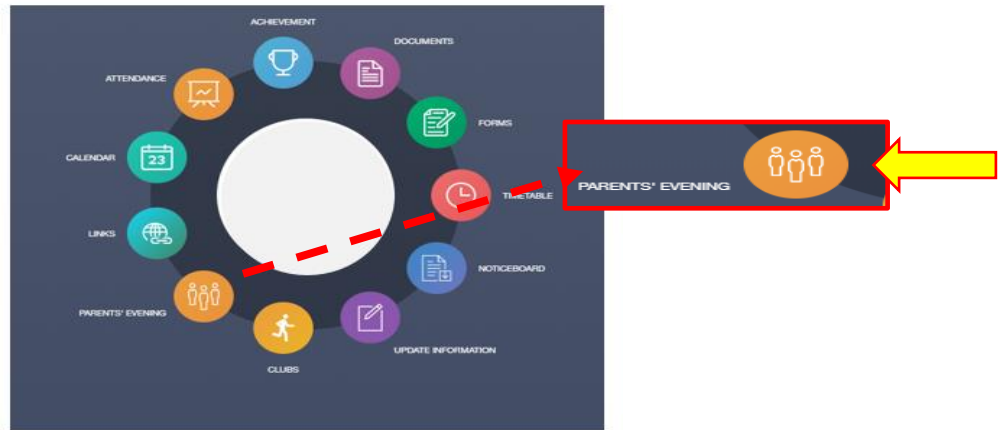 ACHIEVEMENT
DOCUMENTS
ATTENDANCE
FORMS
CALENDAR
23
TIMETABLE
PARENTS' EVENING
LINKS
NOTICEBOARD
PARENTS' EVENING
UPDATE INFORMATION
CLUBS